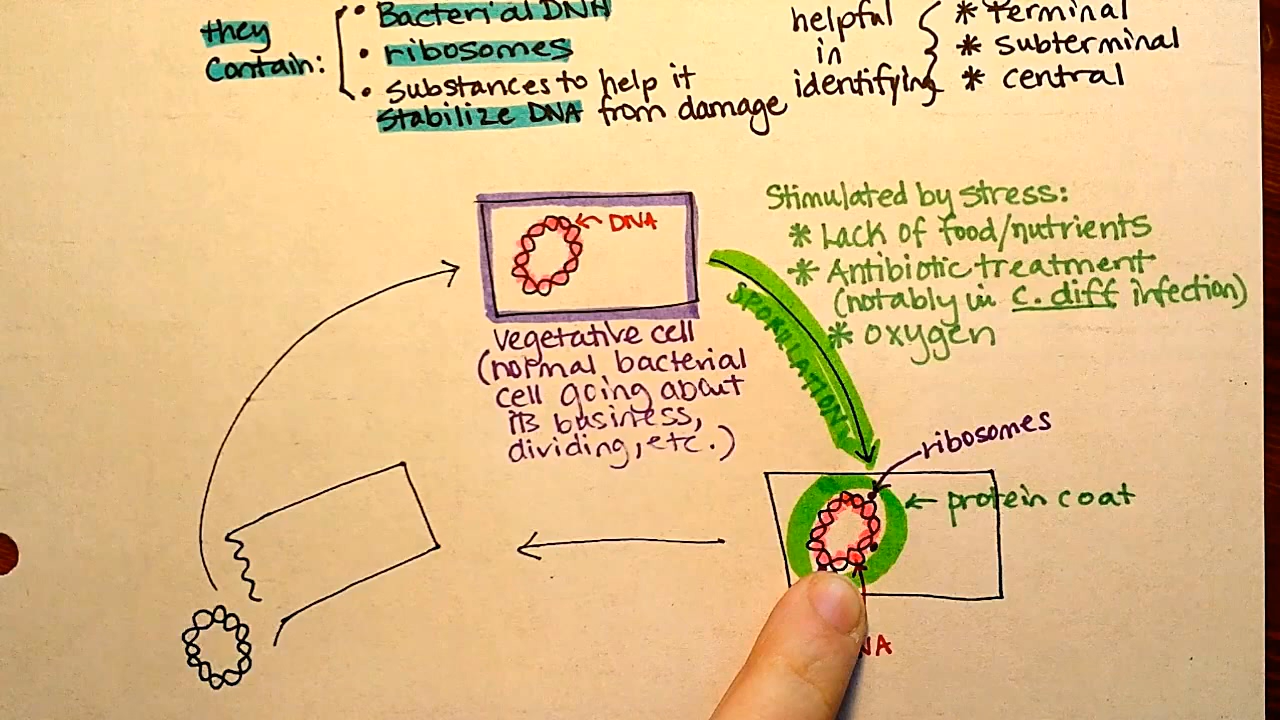 they
Contain:
• Bacterial DNA
• ribosomes
• Substances to help it
Stabilize DNA from damage
helpful
in
identifying
* Terminal
* Subterminal
* central
← DNA
Vegetative cell
(normal bacterial
cell going about
its business,
dividing, etc.)
SPORULATION
Stimulated by stress:
* Lack of food/nutrients
* Antibiotic treatment
(notably in C. diff infection)
* oxygen
ribosomes
← protein coat